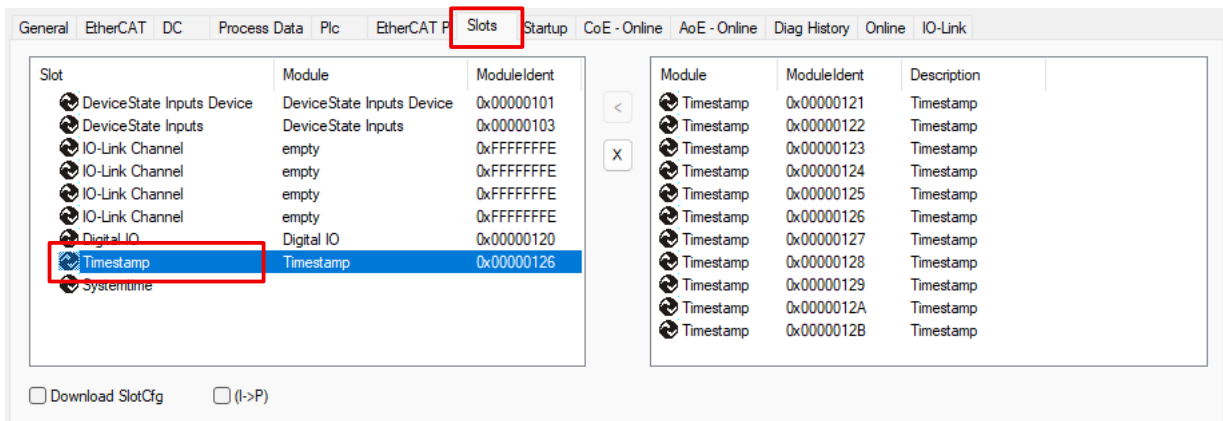 General EtherCAT DC Process Data Plc EtherCAT P Slots Startup CoE - Online AoE - Online Diag History Online IO-Link
Slot Module ModuleIdent
DeviceState Inputs Device DeviceState Inputs Device 0x00000101
DeviceState Inputs DeviceState Inputs 0x00000103
IO-Link Channel empty 0xFFFFFFFE
IO-Link Channel empty 0xFFFFFFFE
IO-Link Channel empty 0xFFFFFFFE
IO-Link Channel empty 0xFFFFFFFE
Digital IO Digital IO 0x00000120
Timestamp Timestamp 0x00000126
Systemtime
<
X
Module ModuleIdent Description
Timestamp 0x00000121 Timestamp
Timestamp 0x00000122 Timestamp
Timestamp 0x00000123 Timestamp
Timestamp 0x00000124 Timestamp
Timestamp 0x00000125 Timestamp
Timestamp 0x00000126 Timestamp
Timestamp 0x00000127 Timestamp
Timestamp 0x00000128 Timestamp
Timestamp 0x00000129 Timestamp
Timestamp 0x0000012A Timestamp
Timestamp 0x0000012B Timestamp
Download SlotCfg (I->P)